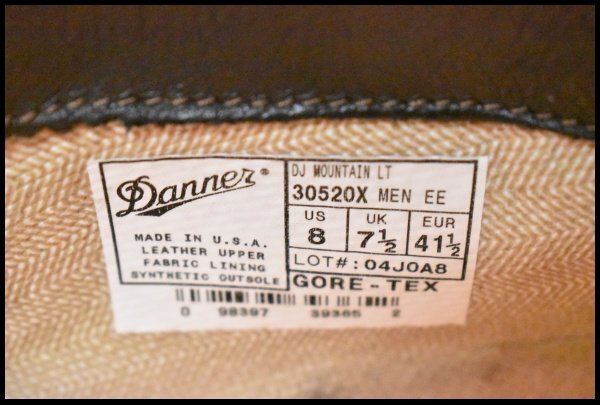 Danner®
MADE IN U.S.A.
LEATHER UPPER
FABRIC LINING
SYNTHETIC OUTSOLE
DJ MOUNTAIN LT
30520X MEN EE
US UK EUR
8 7½ 41½
LOT#:04J0A8
GORE-TEX
0 98397 39365 2